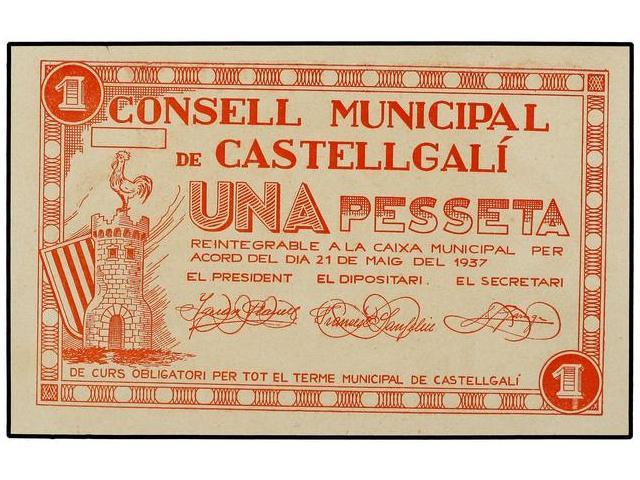 1
CONSELL MUNICIPAL
DE CASTELLGALÍ
UNA PESSETA
REINTEGRABLE A LA CAIXA MUNICIPAL PER
ACORD DEL DIA 21 DE MAIG DEL 1937
EL PRESIDENT EL DIPOSITARI. EL SECRETARI
DE CURS OBLIGATORI PER TOT EL TERME MUNICIPAL DE CASTELLGALÍ
1